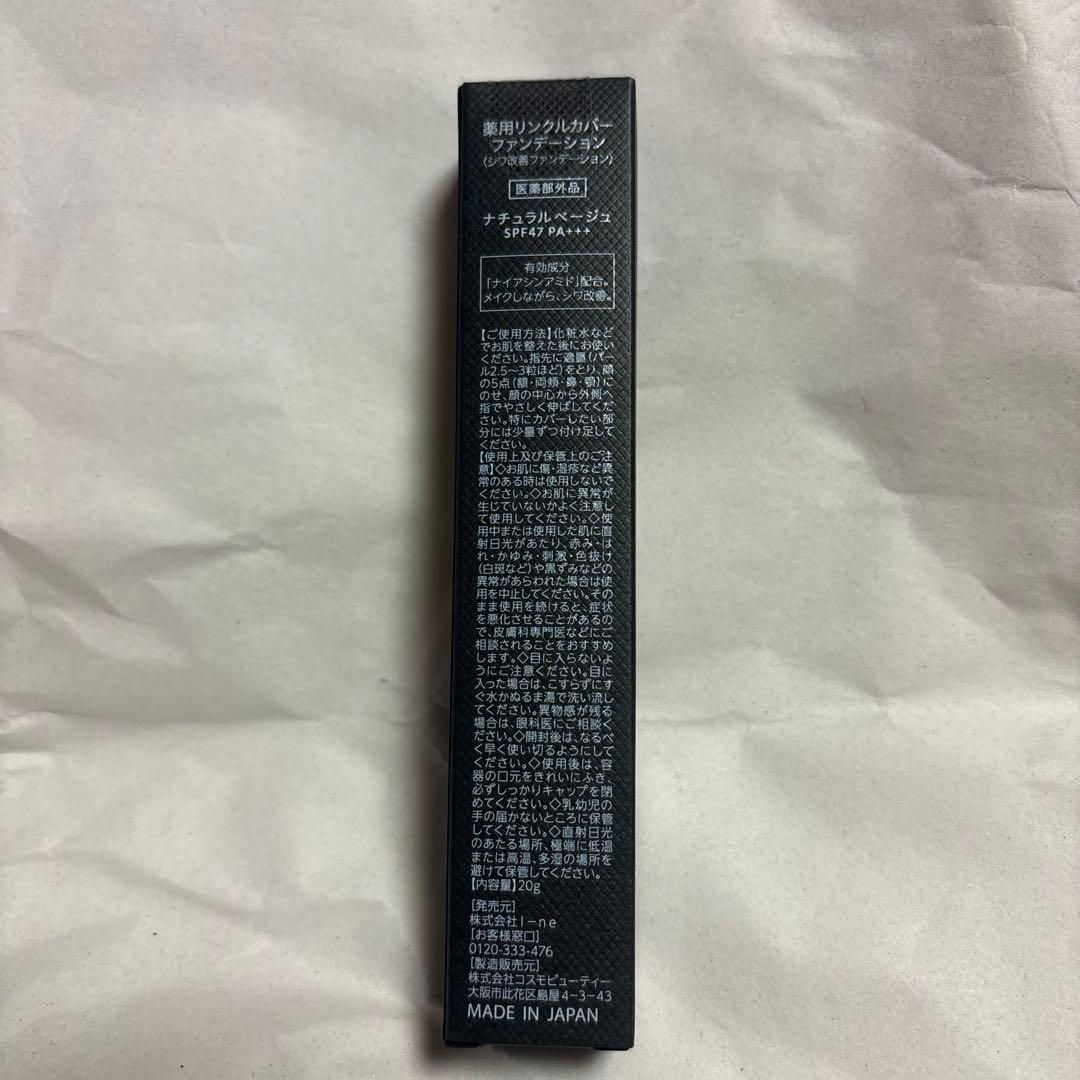 薬用リンクルカバー
ファンデーション
〈シワ改善ファンデーション〉
医薬部外品
ナチュラル ベージュ
SPF47 PA+++
有効成分
「ナイアシンアミド」配合。
メイクしながら、シワ改善。
【ご使用方法】化粧水など
でお肌を整えた後にお使い
ください。指先に適量(パー
ル2.5〜3粒ほど)をとり、顔
の5点(額・両頬・鼻・顎)に
のせ、顔の中心から外側へ
指でやさしく伸ばしてくだ
さい。特にカバーしたい部
分には少量ずつ付け足して
ください。
【使用上及び保管上のご注
意】◇お肌に傷・湿疹など異
常のある時は使用しないで
ください。◇お肌に異常が
生じていないかよく注意し
て使用してください。◇使
用中または使用した肌に直
射日光があたり、赤み・は
れ・かゆみ・刺激・色抜け
(白斑など)や黒ずみなどの
異常があらわれた場合は使
用を中止してください。その
まま使用を続けると、症状
を悪化させることがあるの
で、皮膚科専門医などにご
相談されることをおすすめ
します。◇目に入らないよ
うにご注意ください。目に
入った場合は、こすらずにす
ぐ水かぬるま湯で洗い流し
てください。異物感が残る
場合は、眼科医にご相談く
ださい。◇開封後は、なるべ
く早く使い切るようにして
ください。◇使用後は、容
器の口元をきれいにふき、
必ずしっかりキャップを閉
めてください。◇乳幼児の
手の届かないところに保管
してください。◇直射日光
のあたる場所、極端に低温
または高温、多湿の場所を
避けて保管してください。
【内容量】20g
[発売元]
株式会社I-ne
[お客様窓口]
0120-333-476
[製造販売元]
株式会社コスモビューティー
大阪市此花区島屋4-3-43
MADE IN JAPAN